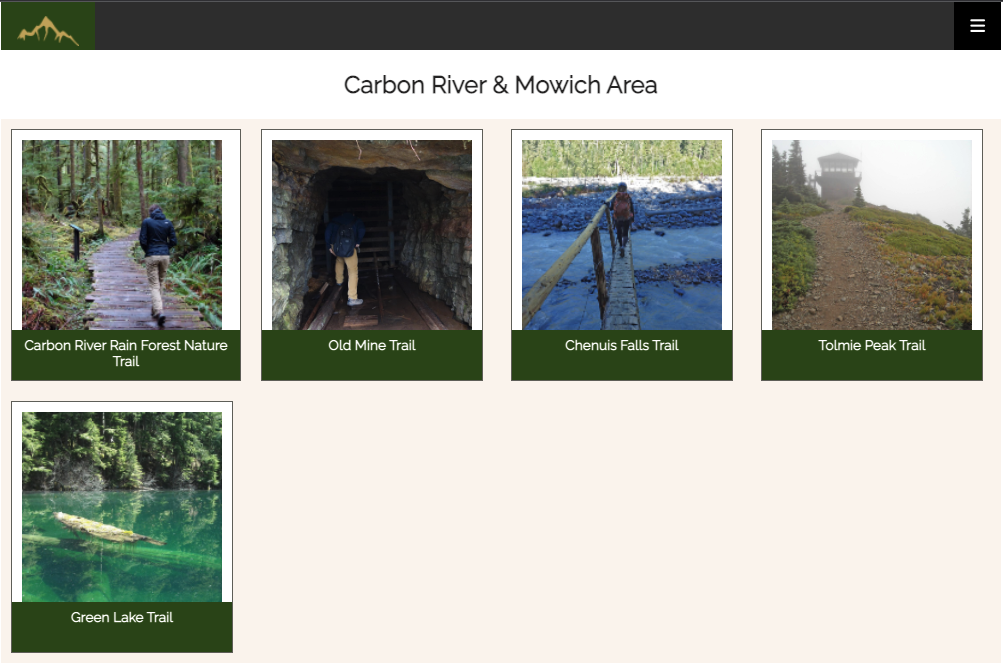 Carbon River & Mowich Area
Carbon River Rain Forest Nature
Trail
Old Mine Trail
Chenuis Falls Trail
Tolmie Peak Trail
Green Lake Trail